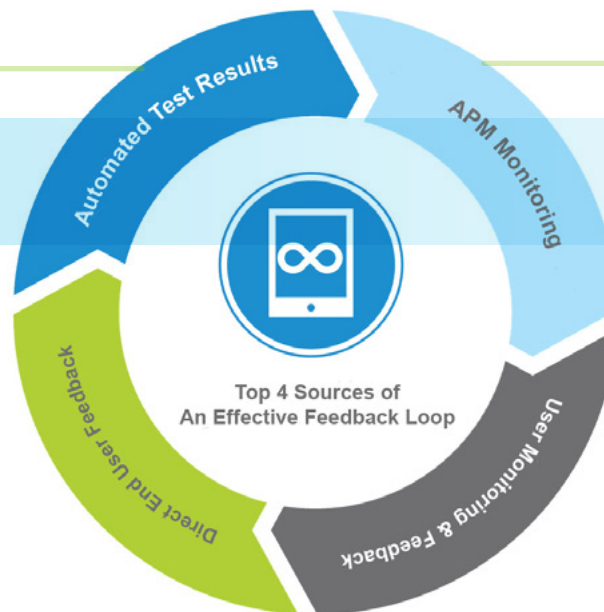 Automated Test Results
APM Monitoring
User Monitoring & Feedback
Direct End User Feedback
Top 4 Sources of
An Effective Feedback Loop